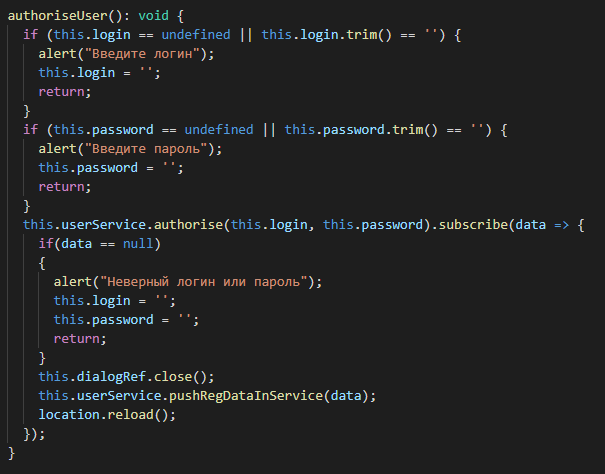 authoriseUser(): void {
  if (this.login == undefined || this.login.trim() == '') {
    alert("Введите логин");
    this.login = '';
    return;
  }
  if (this.password == undefined || this.password.trim() == '') {
    alert("Введите пароль");
    this.password = '';
    return;
  }
  this.userService.authorise(this.login, this.password).subscribe(data => {
    if(data == null)
    {
      alert("Неверный логин или пароль");
      this.login = '';
      this.password = '';
      return;
    }
    this.dialogRef.close();
    this.userService.pushRegDataInService(data);
    location.reload();
  });
}